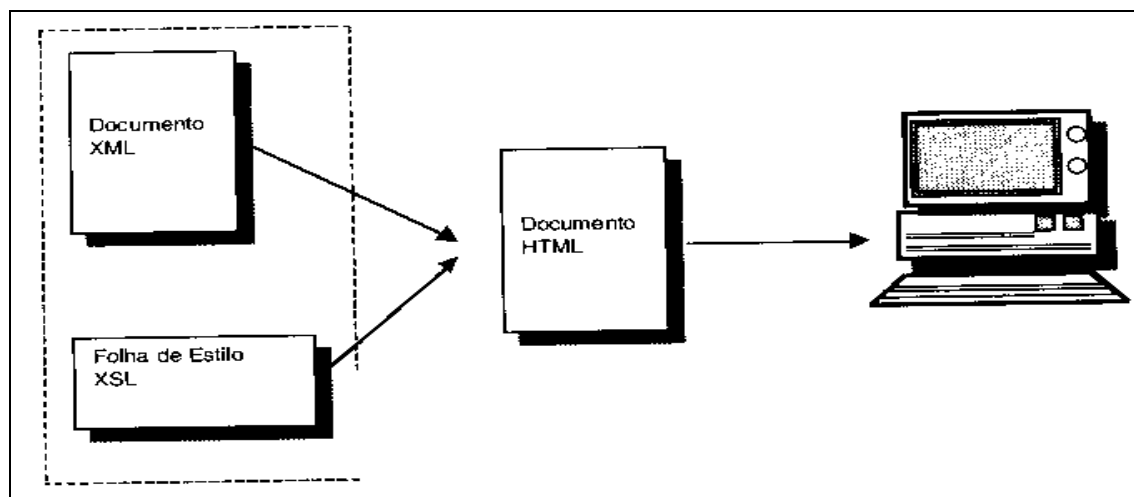 Documento
XML
Documento
HTML
Folha de Estilo
XSL